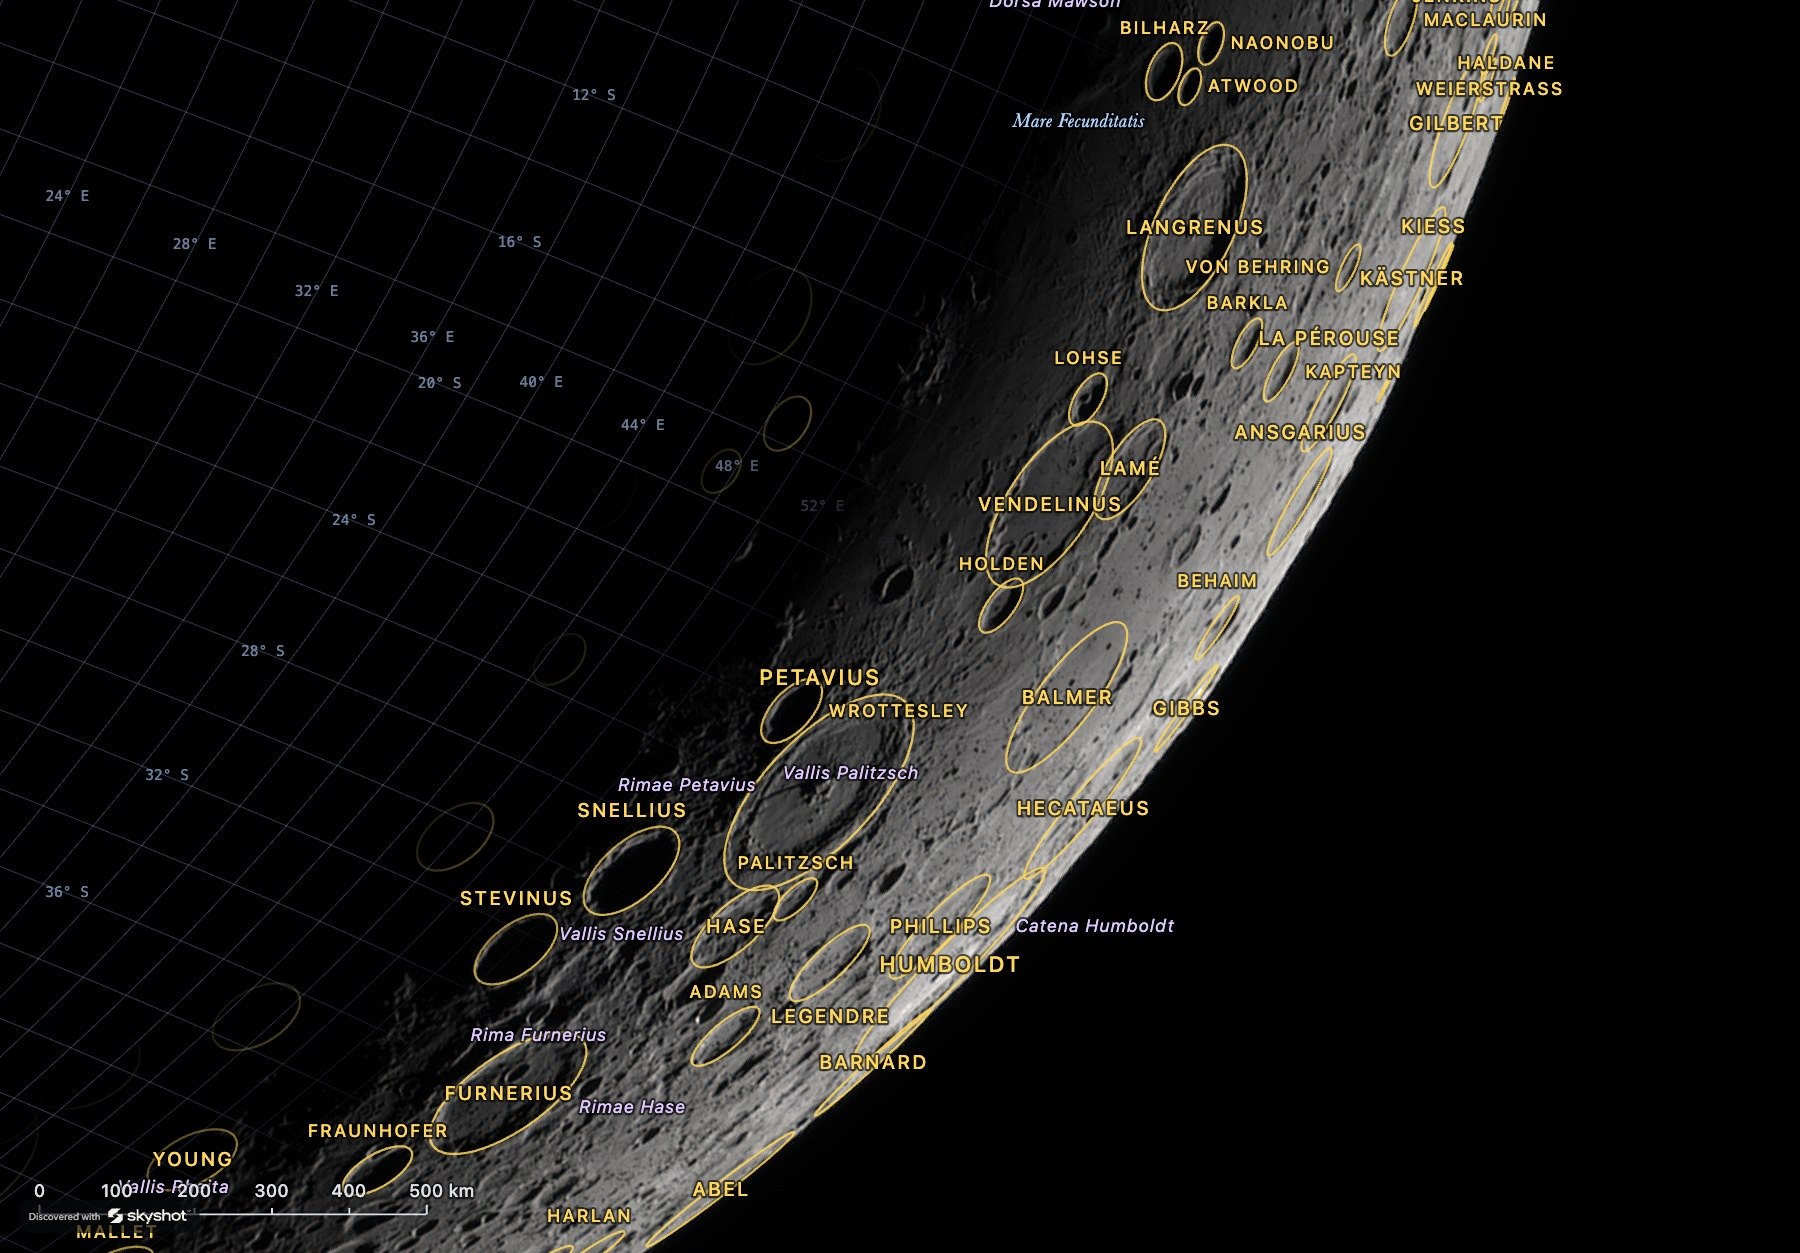 Dorsa Mawson
MACLAURIN
BILHARZ
NAONOBU
HALDANE
ATWOOD
WEIERSTRASS
12° S
Mare Fecunditatis
GILBERT
24° E
LANGRENUS
KIESS
28° E
16° S
VON BEHRING
KÄSTNER
32° E
BARKLA
36° E
LA PÉROUSE
LOHSE
KAPTEYN
20° S
40° E
44° E
ANSGARIUS
48° E
LAMÉ
52° E
VENDELINUS
24° S
HOLDEN
BEHAIM
28° S
PETAVIUS
BALMER
GIBBS
WROTTESLEY
32° S
Vallis Palitzsch
Rimae Petavius
SNELLIUS
HECATAEUS
PALITZSCH
36° S
STEVINUS
HASE
PHILLIPS
Catena Humboldt
Vallis Snellius
HUMBOLDT
ADAMS
LEGENDRE
Rima Furnerius
BARNARD
FURNERIUS
Rimae Hase
FRAUNHOFER
YOUNG
Vallis Rheita
ABEL
0 100 200 300 400 500 km
Discovered with skyshot
HARLAN
MALLET